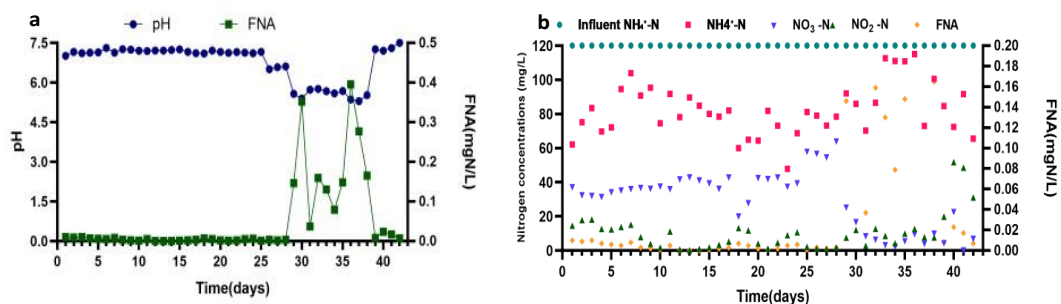 a
pH
FNA
7.5
6.0
4.5
3.0
1.5
0.0
pH
0.5
0.4
0.3
0.2
0.1
0.0
FNA(mgN/L)
0 5 10 15 20 25 30 35 40
Time(days)
b
Influent NH₄⁺-N
NH4⁺-N
NO₃ -N
NO₂ -N
FNA
120
100
80
60
40
20
0
Nitrogen concentrations (mg/L)
0.20
0.18
0.16
0.14
0.12
0.10
0.08
0.06
0.04
0.02
0.00
FNA(mgN/L)
0 5 10 15 20 25 30 35 40
Time(days)